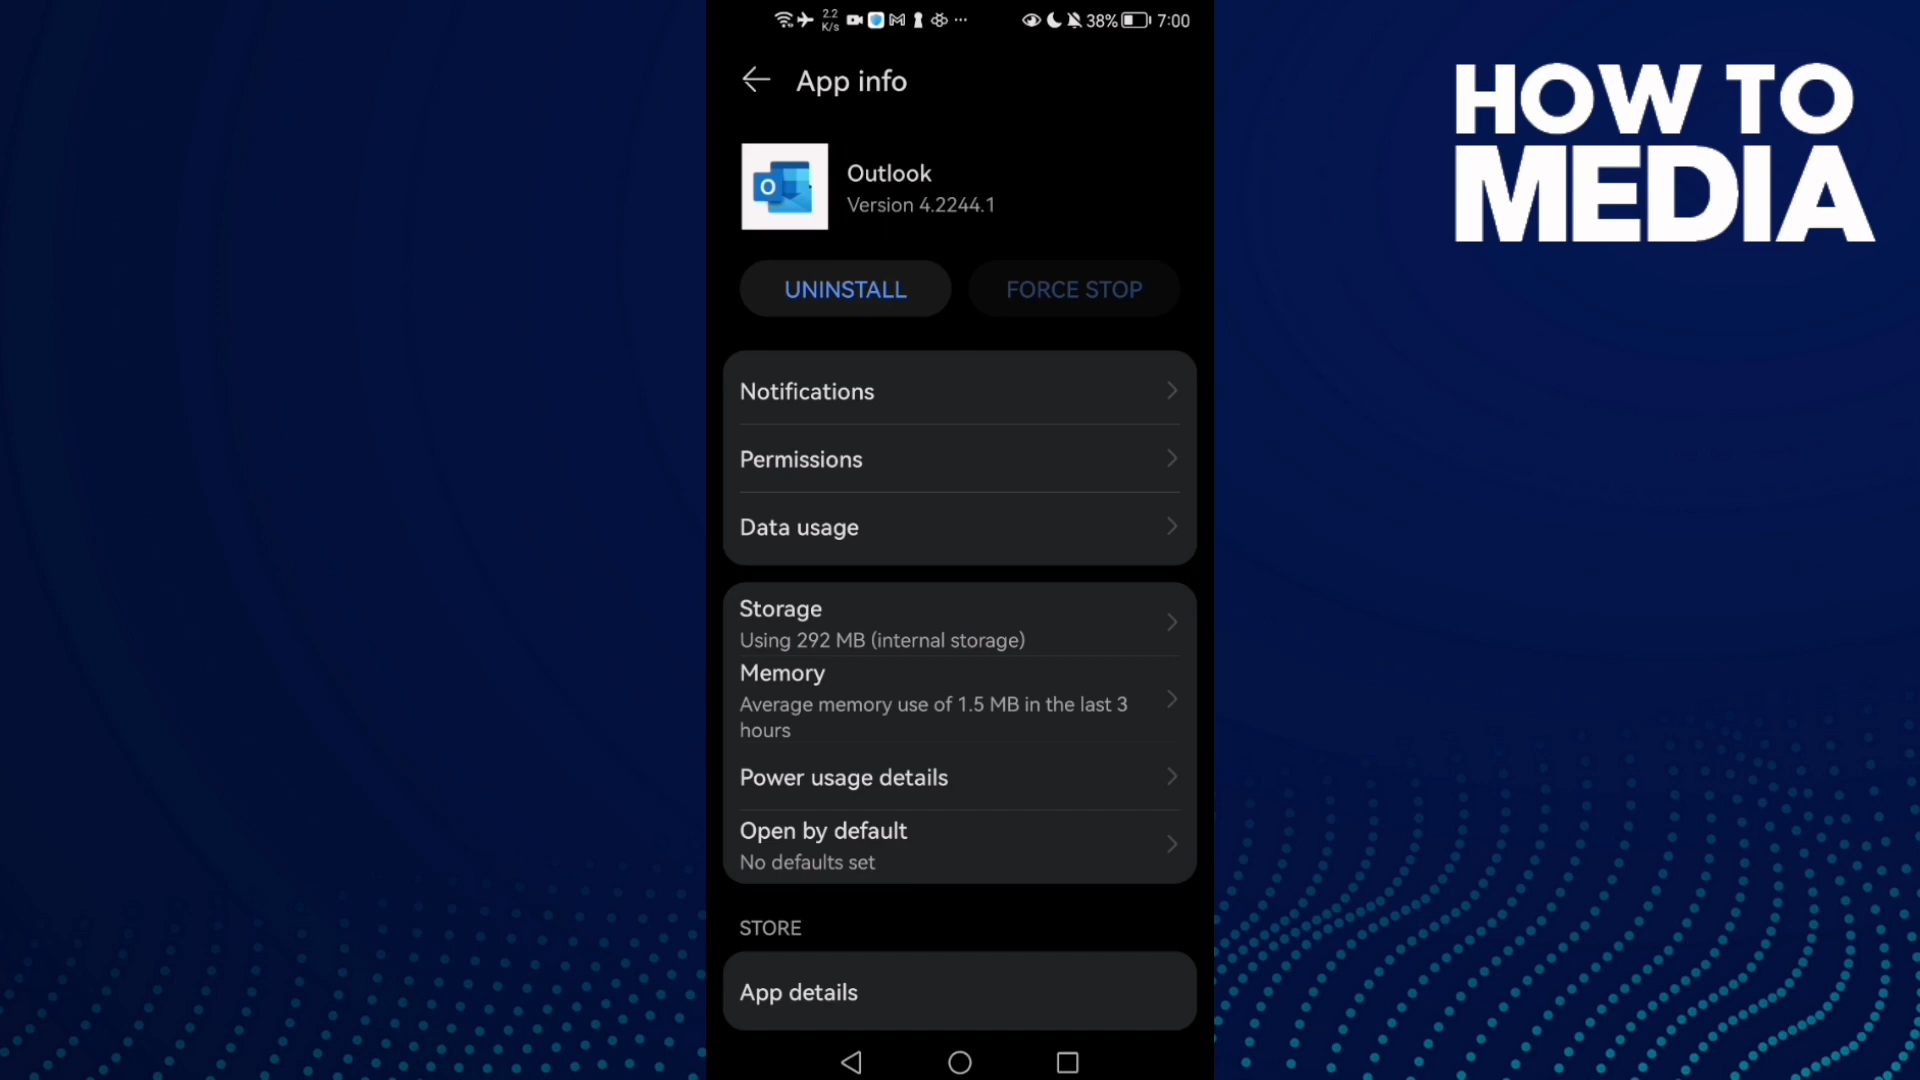 2.2
K/s
38%
7:00
App info
HOW TO
MEDIA
O
Outlook
Version 4.2244.1
UNINSTALL
FORCE STOP
Notifications
Permissions
Data usage
Storage
Using 292 MB (internal storage)
Memory
Average memory use of 1.5 MB in the last 3
hours
Power usage details
Open by default
No defaults set
STORE
App details